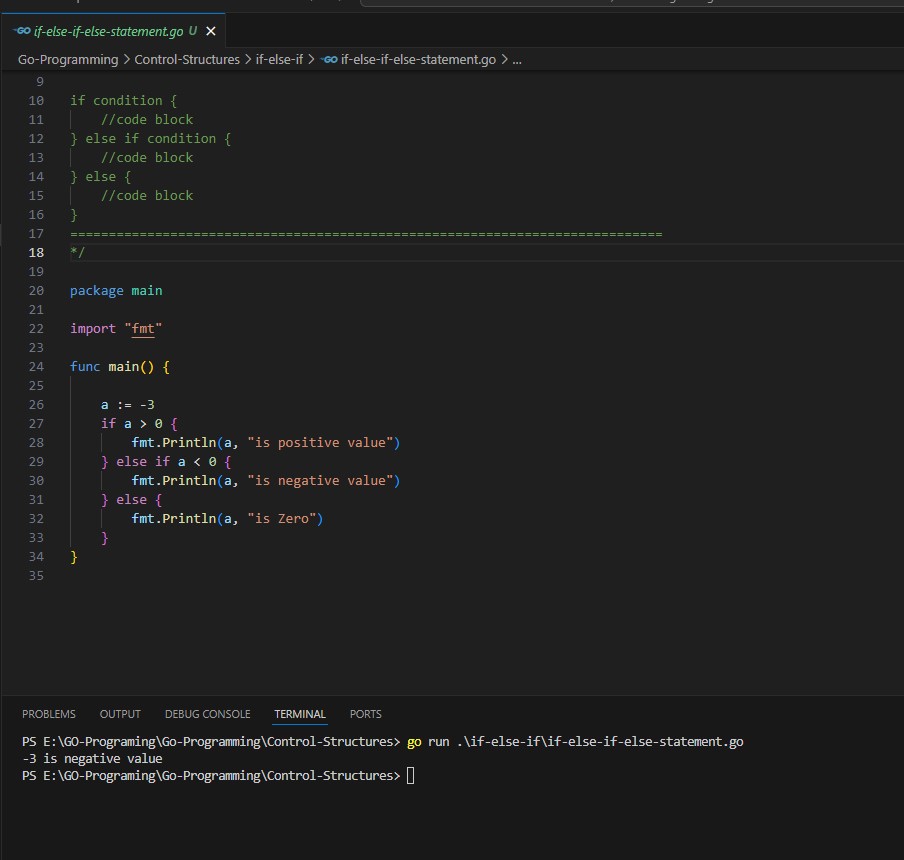 GO if-else-if-else-statement.go U ×
Go-Programming > Control-Structures > if-else-if > GO if-else-if-else-statement.go > ...
9
10 if condition {
11 //code block
12 } else if condition {
13 //code block
14 } else {
15 //code block
16 }
17 =============================================================================
18 */
19
20 package main
21
22 import "fmt"
23
24 func main() {
25
26 a := -3
27 if a > 0 {
28 fmt.Println(a, "is positive value")
29 } else if a < 0 {
30 fmt.Println(a, "is negative value")
31 } else {
32 fmt.Println(a, "is Zero")
33 }
34 }
35
PROBLEMS OUTPUT DEBUG CONSOLE TERMINAL PORTS
PS E:\GO-Programing\Go-Programming\Control-Structures> go run .\if-else-if\if-else-if-else-statement.go
-3 is negative value
PS E:\GO-Programing\Go-Programming\Control-Structures>